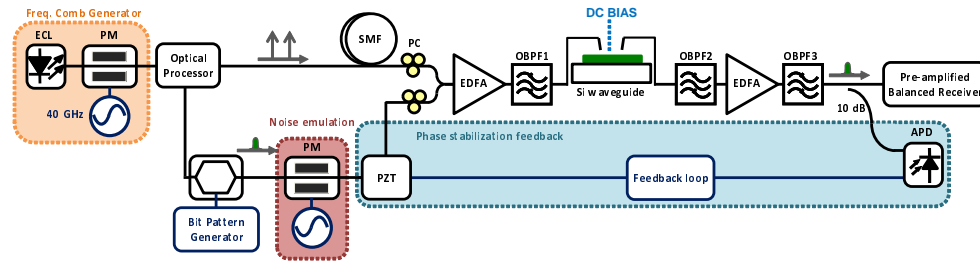 Freq. Comb Generator
ECL
PM
40 GHz
Optical
Processor
SMF
PC
EDFA
OBPF1
DC BIAS
Si waveguide
OBPF2
EDFA
OBPF3
10 dB
Pre-amplified
Balanced Receiver
Noise emulation
PM
Bit Pattern
Generator
Phase stabilization feedback
PZT
Feedback loop
APD